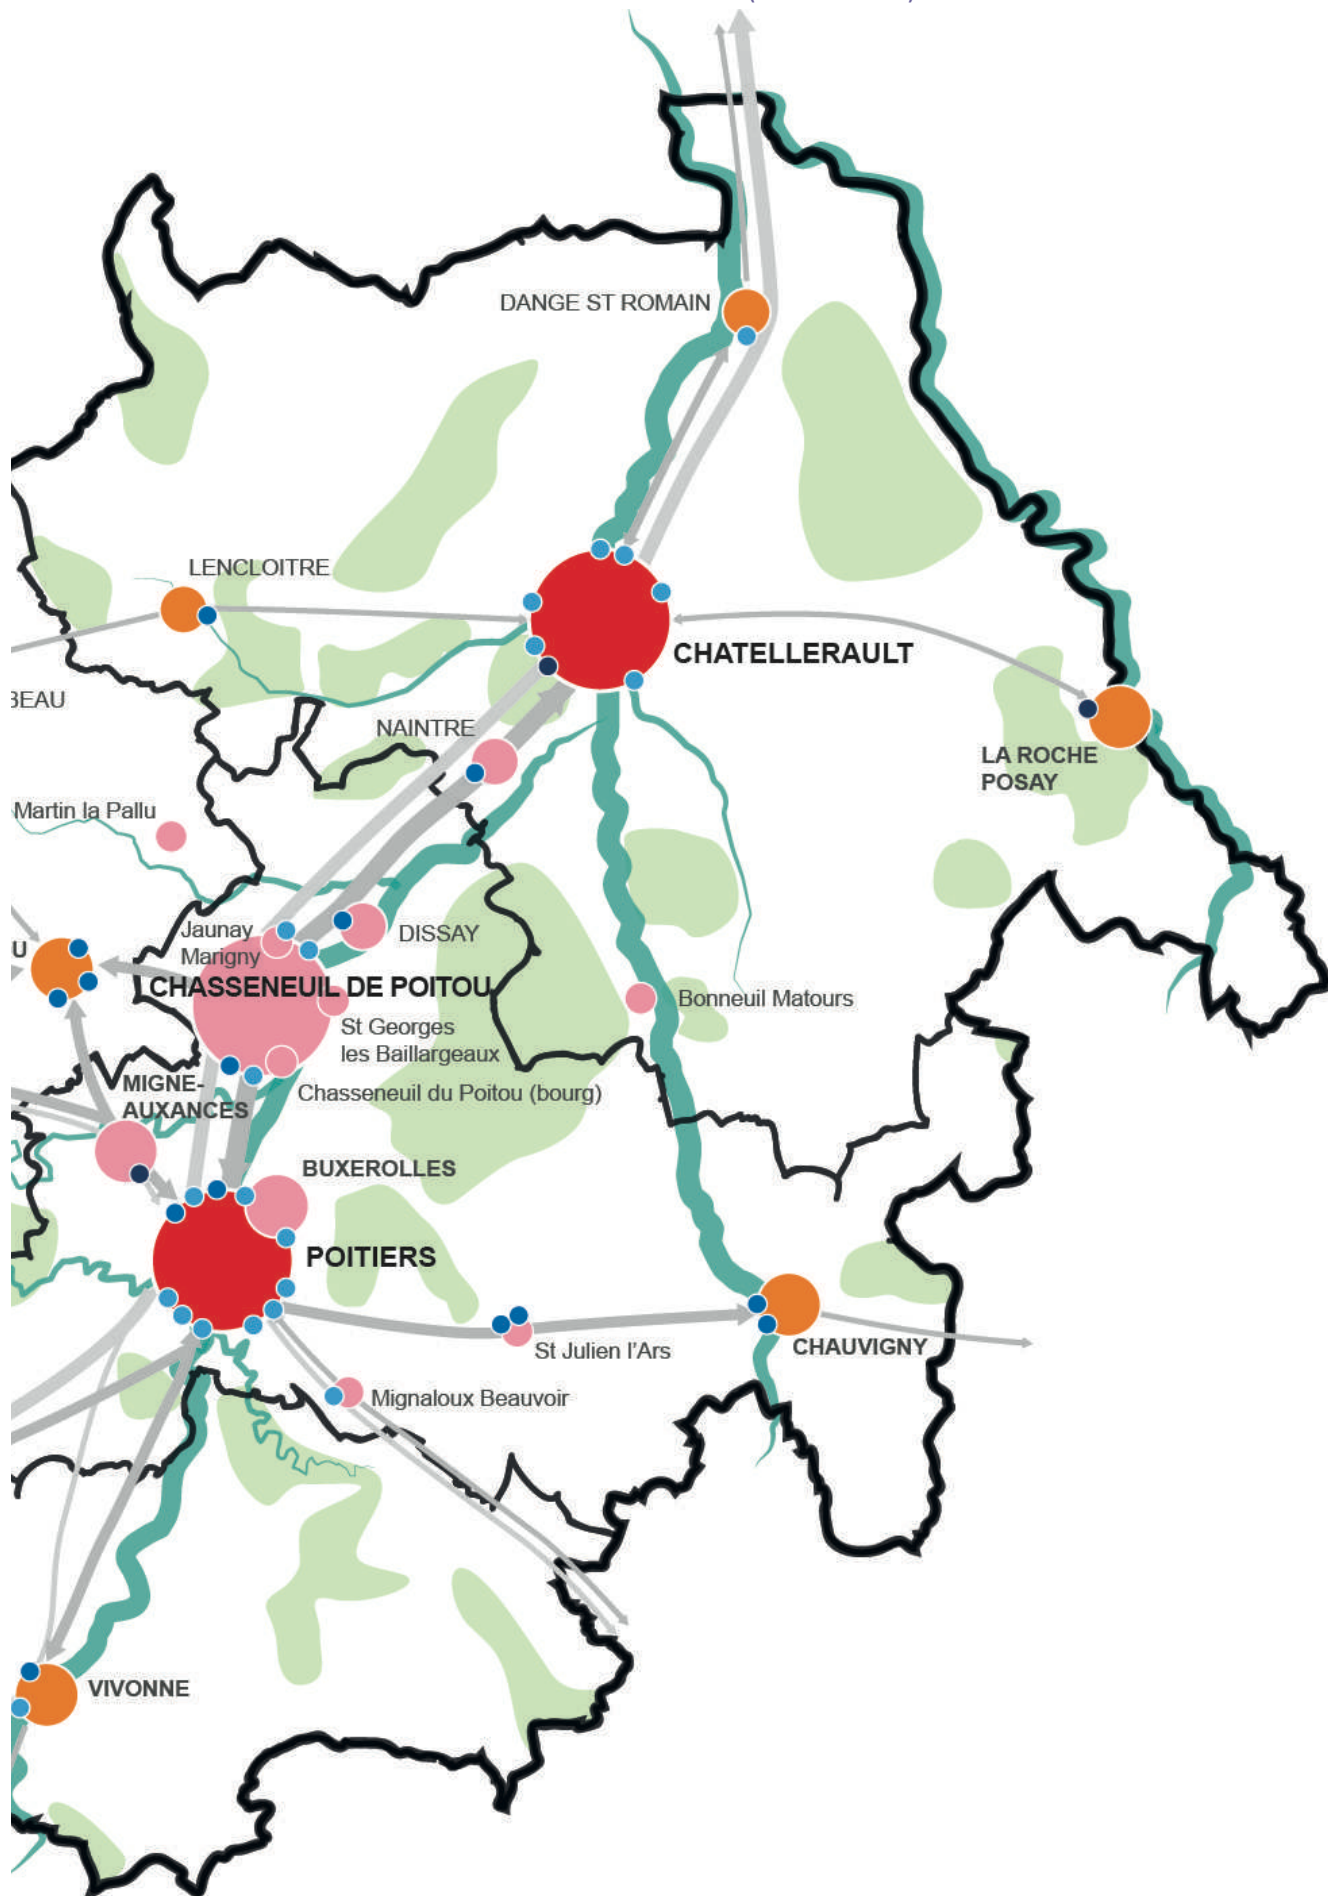 DANGE ST ROMAIN
LENCLOITRE
CHATELLERAULT
BEAU
NAINTRE
LA ROCHE
POSAY
Martin la Pallu
Jaunay
Marigny
DISSAY
U
CHASSENEUIL DE POITOU
Bonneuil Matours
St Georges
les Baillargeaux
MIGNE-
AUXANCES
Chasseneuil du Poitou (bourg)
BUXEROLLES
POITIERS
St Julien l'Ars
CHAUVIGNY
Mignaloux Beauvoir
VIVONNE